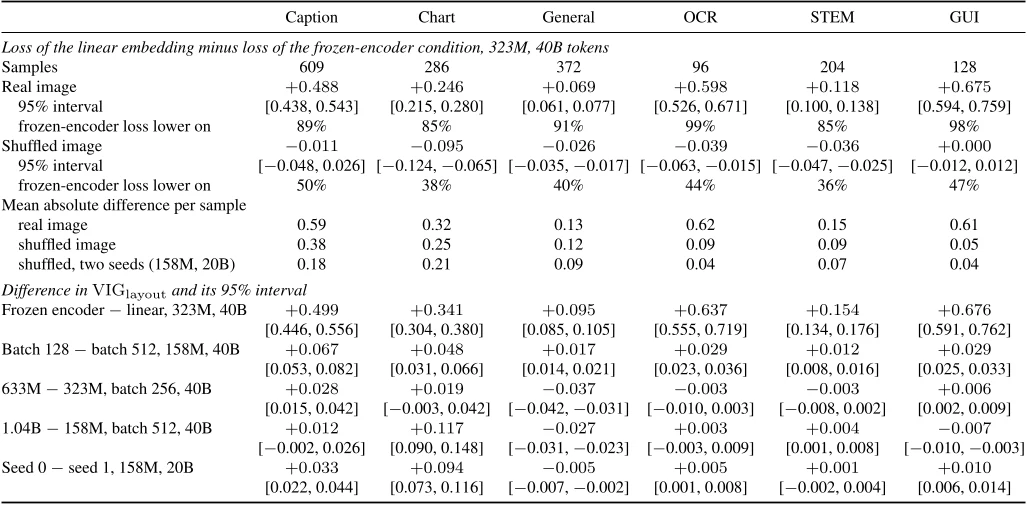 Caption Chart General OCR STEM GUI
Loss of the linear embedding minus loss of the frozen-encoder condition, 323M, 40B tokens
Samples 609 286 372 96 204 128
Real image +0.488 +0.246 +0.069 +0.598 +0.118 +0.675
95% interval [0.438, 0.543] [0.215, 0.280] [0.061, 0.077] [0.526, 0.671] [0.100, 0.138] [0.594, 0.759]
frozen-encoder loss lower on 89% 85% 91% 99% 85% 98%
Shuffled image −0.011 −0.095 −0.026 −0.039 −0.036 +0.000
95% interval [−0.048, 0.026] [−0.124, −0.065] [−0.035, −0.017] [−0.063, −0.015] [−0.047, −0.025] [−0.012, 0.012]
frozen-encoder loss lower on 50% 38% 40% 44% 36% 47%
Mean absolute difference per sample
real image 0.59 0.32 0.13 0.62 0.15 0.61
shuffled image 0.38 0.25 0.12 0.09 0.09 0.05
shuffled, two seeds (158M, 20B) 0.18 0.21 0.09 0.04 0.07 0.04
Difference in VIG_layout and its 95% interval
Frozen encoder − linear, 323M, 40B +0.499 +0.341 +0.095 +0.637 +0.154 +0.676
[0.446, 0.556] [0.304, 0.380] [0.085, 0.105] [0.555, 0.719] [0.134, 0.176] [0.591, 0.762]
Batch 128 − batch 512, 158M, 40B +0.067 +0.048 +0.017 +0.029 +0.012 +0.029
[0.053, 0.082] [0.031, 0.066] [0.014, 0.021] [0.023, 0.036] [0.008, 0.016] [0.025, 0.033]
633M − 323M, batch 256, 40B +0.028 +0.019 −0.037 −0.003 −0.003 +0.006
[0.015, 0.042] [−0.003, 0.042] [−0.042, −0.031] [−0.010, 0.003] [−0.008, 0.002] [0.002, 0.009]
1.04B − 158M, batch 512, 40B +0.012 +0.117 −0.027 +0.003 +0.004 −0.007
[−0.002, 0.026] [0.090, 0.148] [−0.031, −0.023] [−0.003, 0.009] [0.001, 0.008] [−0.010, −0.003]
Seed 0 − seed 1, 158M, 20B +0.033 +0.094 −0.005 +0.005 +0.001 +0.010
[0.022, 0.044] [0.073, 0.116] [−0.007, −0.002] [0.001, 0.008] [−0.002, 0.004] [0.006, 0.014]